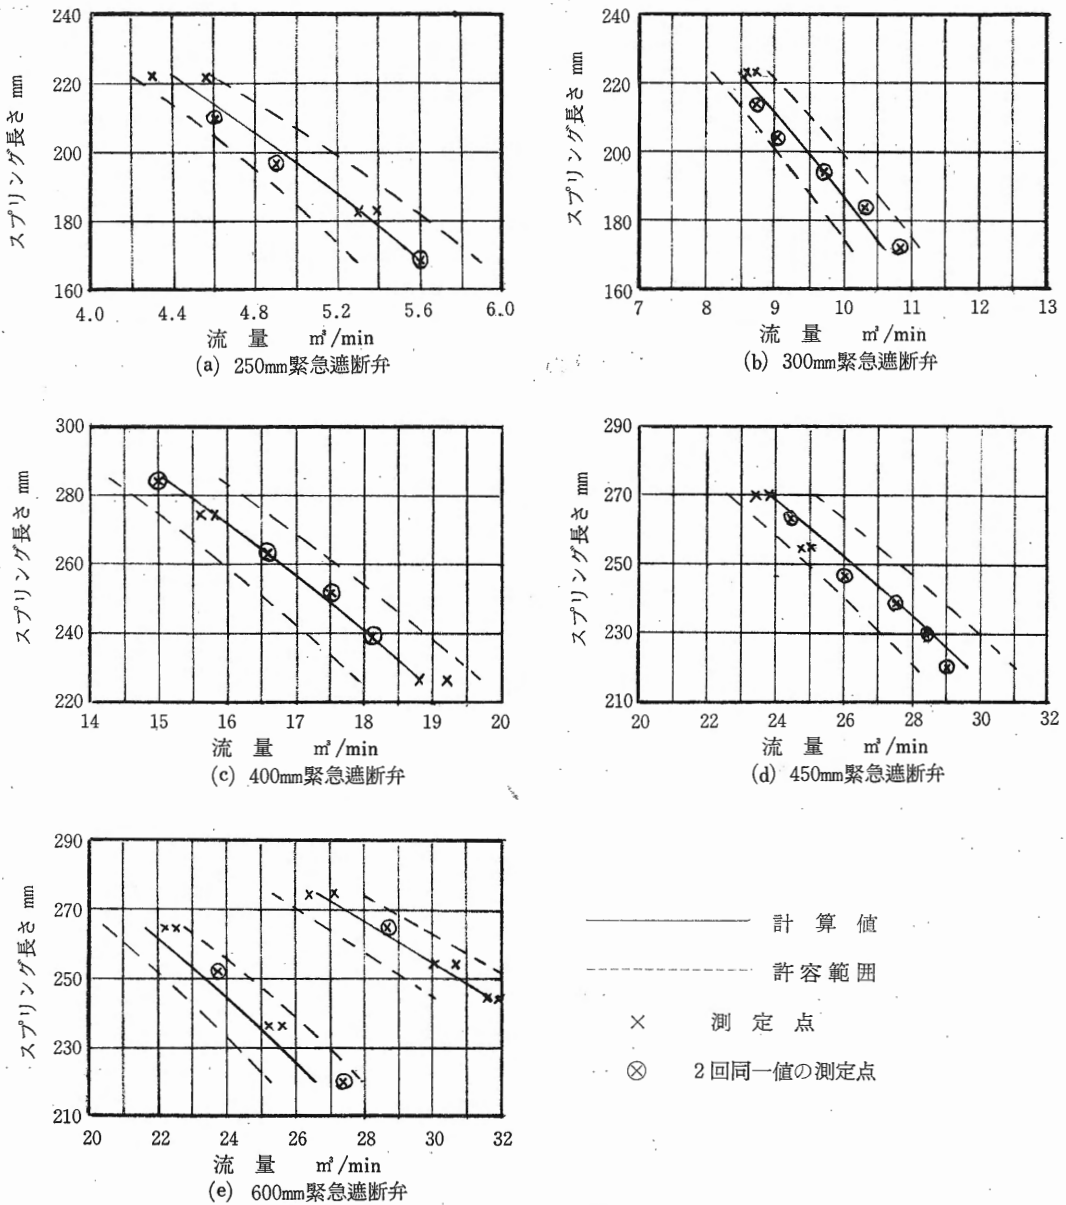 スプリング長さ mm
240
220
200
180
160
4.0 4.4 4.8 5.2 5.6 6.0
流 量 m³/min
(a) 250mm緊急遮断弁
スプリング長さ mm
240
220
200
180
160
7 8 9 10 11 12 13
流 量 m³/min
(b) 300mm緊急遮断弁
スプリング長さ mm
300
280
260
240
220
14 15 16 17 18 19 20
流 量 m³/min
(c) 400mm緊急遮断弁
スプリング長さ mm
290
270
250
230
210
20 22 24 26 28 30 32
流 量 m³/min
(d) 450mm緊急遮断弁
スプリング長さ mm
290
270
250
230
210
20 22 24 26 28 30 32
流 量 m³/min
(e) 600mm緊急遮断弁
計 算 値
許容範囲
× 測 定 点
⊗ 2回同一値の測定点